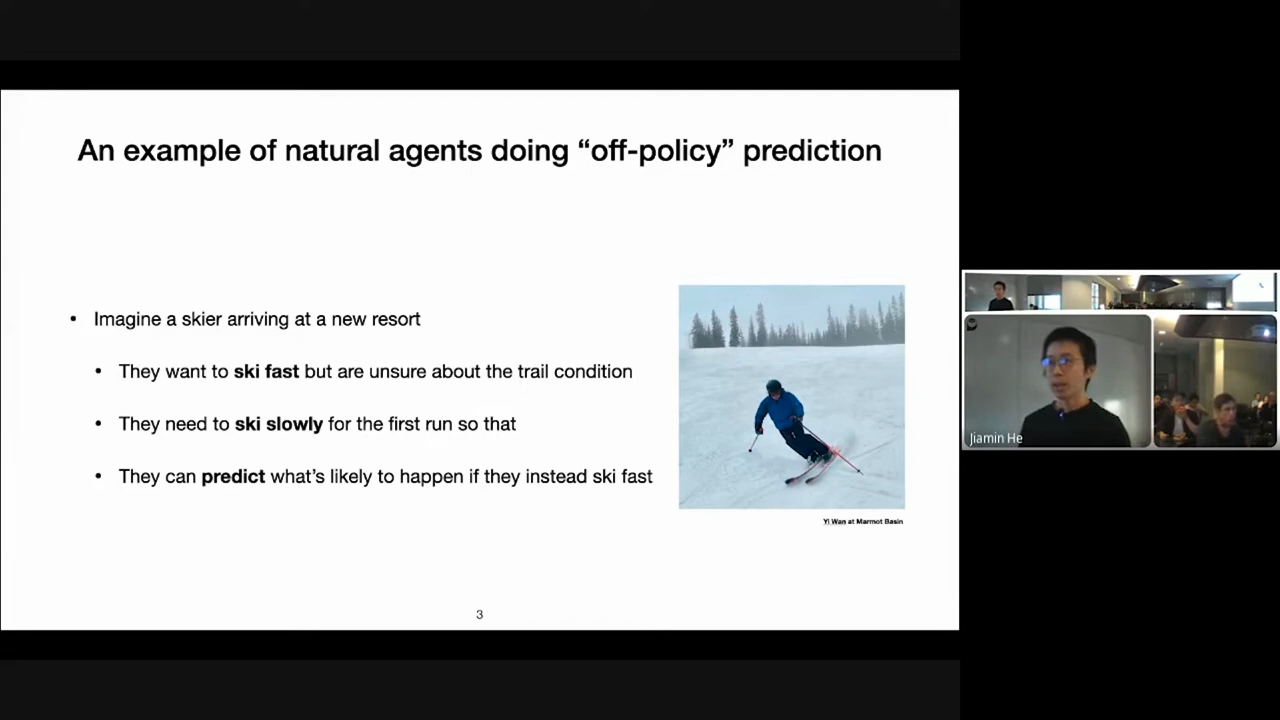 An example of natural agents doing “off-policy” prediction
• Imagine a skier arriving at a new resort
• They want to ski fast but are unsure about the trail condition
• They need to ski slowly for the first run so that
• They can predict what’s likely to happen if they instead ski fast
Yi Wan at Marmot Basin
3
Jiamin He